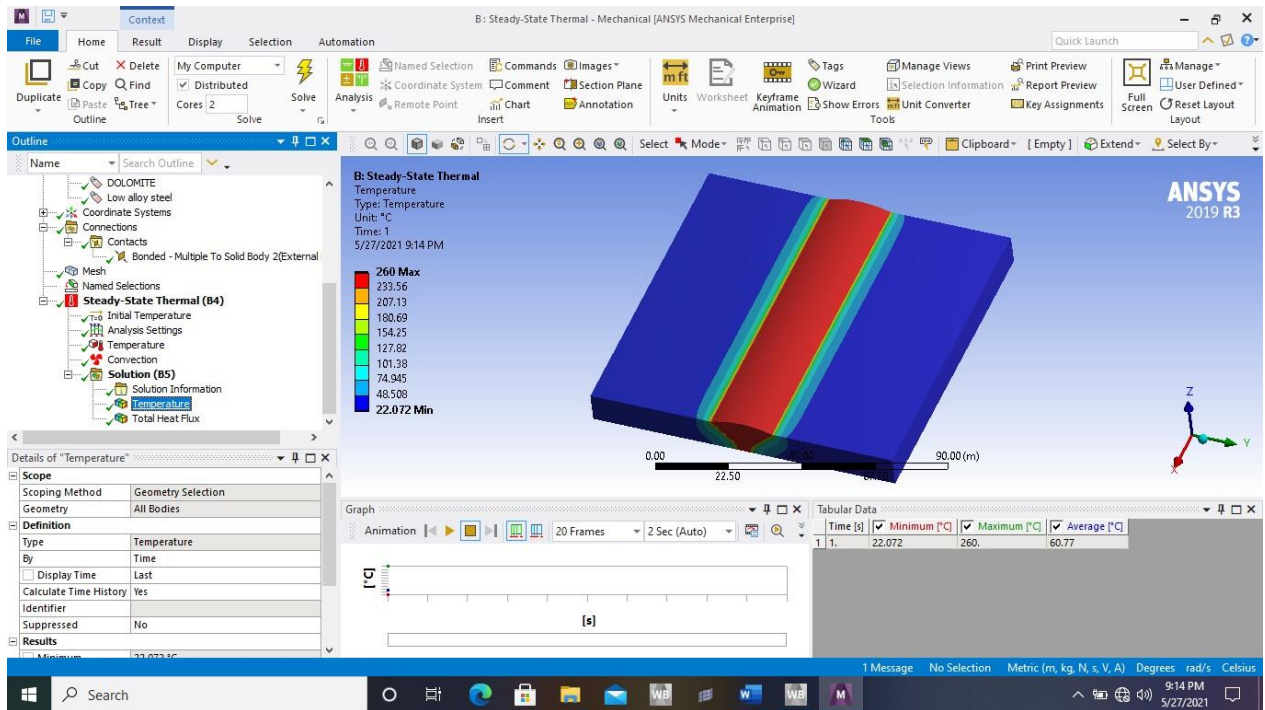 Context
B: Steady-State Thermal - Mechanical [ANSYS Mechanical Enterprise]
File Home Result Display Selection Automation
Quick Launch
Duplicate
Cut
Copy
Paste
Delete
Find
Tree
Outline
My Computer
Distributed
Cores 2
Solve
Solve
Analysis
Named Selection
Coordinate System
Remote Point
Commands
Comment
Chart
Images
Section Plane
Annotation
Insert
Units
Worksheet
Keyframe
Animation
Tags
Wizard
Show Errors
Manage Views
Selection Information
Unit Converter
Print Preview
Report Preview
Key Assignments
Tools
Full
Screen
Manage
User Defined
Reset Layout
Layout
Outline
Name Search Outline
Select Mode
Clipboard [ Empty ] Extend Select By
DOLOMITE
Low alloy steel
Coordinate Systems
Connections
Contacts
Bonded - Multiple To Solid Body 2(External
Mesh
Named Selections
Steady-State Thermal (B4)
T=0 Initial Temperature
Analysis Settings
Temperature
Convection
Solution (B5)
Solution Information
Temperature
Total Heat Flux
B: Steady-State Thermal
Temperature
Type: Temperature
Unit: °C
Time: 1
5/27/2021 9:14 PM
260 Max
233.56
207.13
180.69
154.25
127.82
101.38
74.945
48.508
22.072 Min
ANSYS
2019 R3
0.00 90.00 (m)
22.50
Z
Y
X
Details of "Temperature"
Scope
Scoping Method Geometry Selection
Geometry All Bodies
Definition
Type Temperature
By Time
Display Time Last
Calculate Time History Yes
Identifier
Suppressed No
Results
Minimum 22.072 °C
Graph
Animation 20 Frames 2 Sec (Auto)
[°C]
[s]
Tabular Data
Time [s] Minimum [°C] Maximum [°C] Average [°C]
1 1. 22.072 260. 60.77
1 Message No Selection Metric (m, kg, N, s, V, A) Degrees rad/s Celsius
Search
WB
W
WB
M
9:14 PM
5/27/2021